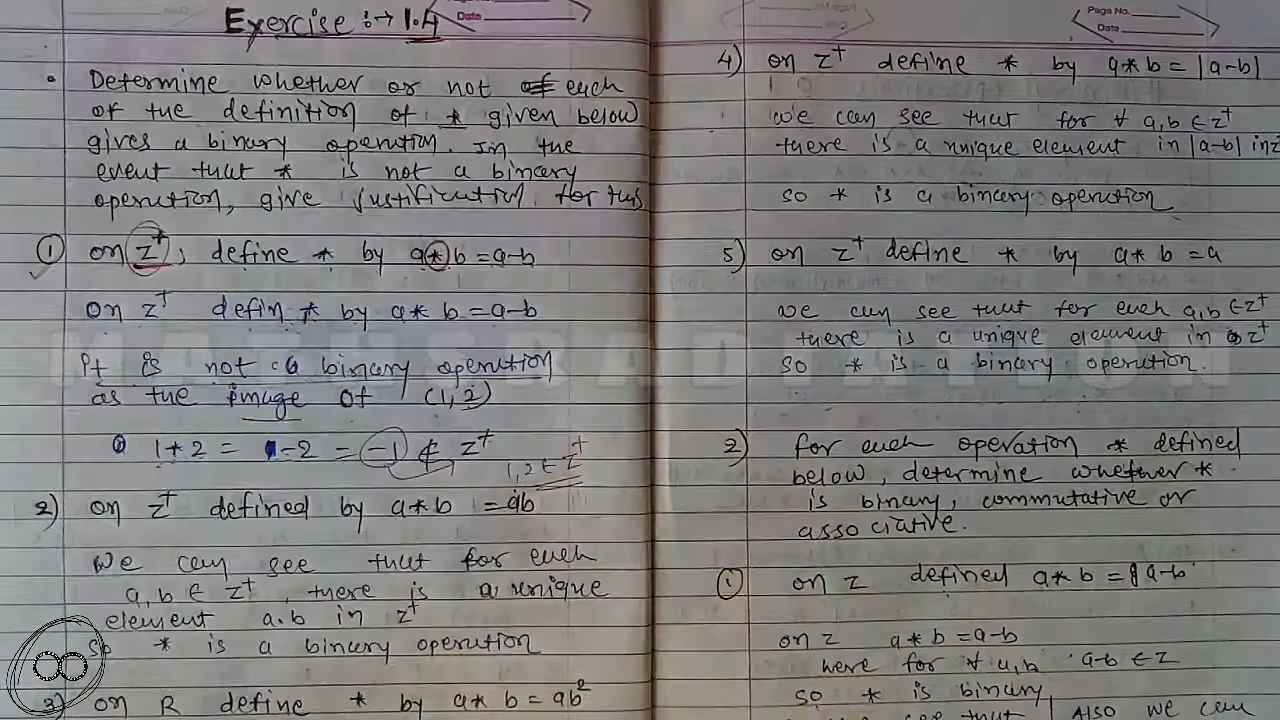 Exercise :→ 1.4
Date
Determine whether or not of each
of the definition of * given below
gives a binary operation. In the
event that * is not a binary
operation, give justification for this
① on Z⁺, define * by a*b = a-b
on Z⁺ defin * by a* b = a-b
It is not a binary operation
as the image of (1,2)
1*2 = 1-2 = -1 ∉ Z⁺
1,2 ∈ Z⁺
2) on Z⁺ defined by a*b = ab
We can see that for each
a,b ∈ Z⁺, there is a unique
element a.b in Z⁺
So * is a binary operation
3) on R define * by a* b = ab²
Page No.
Date
4) on Z⁺ define * by a*b = |a-b|
We can see that for ∀ a,b ∈ Z⁺
there is a unique element in |a-b| in Z
so * is a binary operation
5) on Z⁺ define * by a* b = a
We can see that for each a,b ∈ Z⁺
there is a unique element in Z⁺
so * is a binary operation.
2) for each operation * defined
below, determine whether *
is binary, commutative or
associative.
① on Z defined a*b = a-b
on Z a*b = a-b
here for ∀ a,b a-b ∈ Z
so * is binary
Also we can
MATHS RADIATION